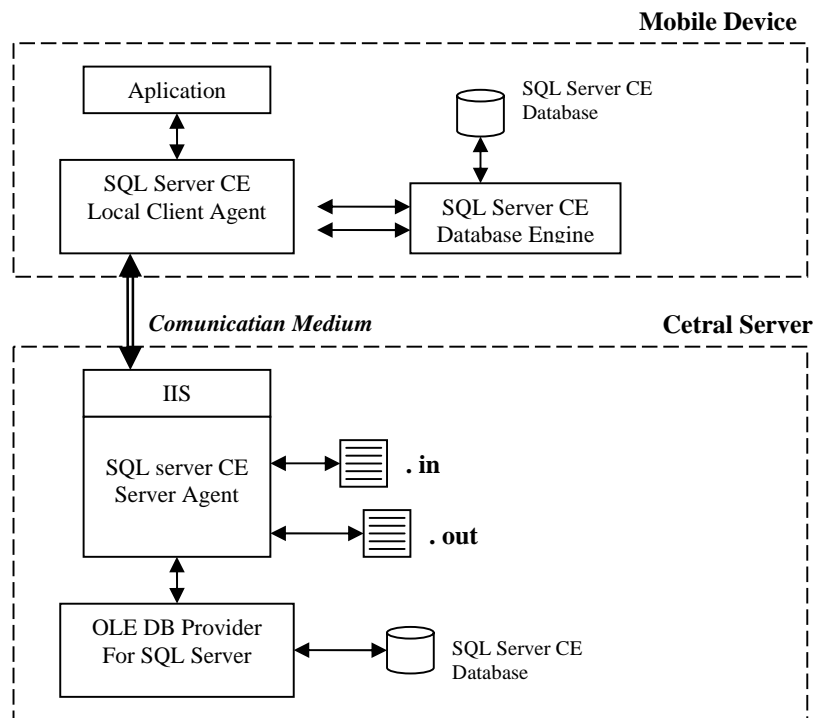 Mobile Device
Aplication
SQL Server CE
Database
SQL Server CE
Local Client Agent
SQL Server CE
Database Engine
Comunicatian Medium
Cetral Server
IIS
SQL server CE
Server Agent
. in
. out
OLE DB Provider
For SQL Server
SQL Server CE
Database